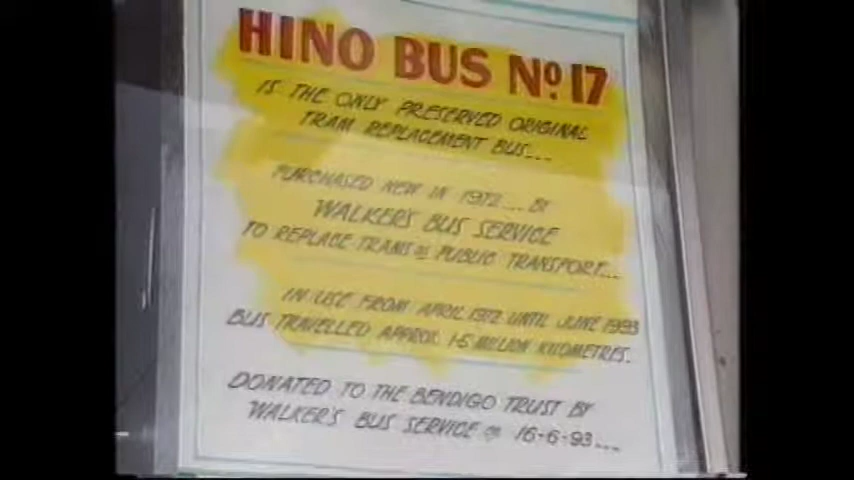 HINO BUS No. 17
IS THE ONLY PRESERVED ORIGINAL
TRAM REPLACEMENT BUS....
PURCHASED NEW IN 1972.... BY
WALKER'S BUS SERVICE
TO REPLACE TRAMS as PUBLIC TRANSPORT....
IN USE FROM APRIL 1972 UNTIL JUNE 1993
BUS TRAVELLED APPROX. 1·5 MILLION KILOMETRES.
DONATED TO THE BENDIGO TRUST BY
WALKER'S BUS SERVICE on 16-6-93....